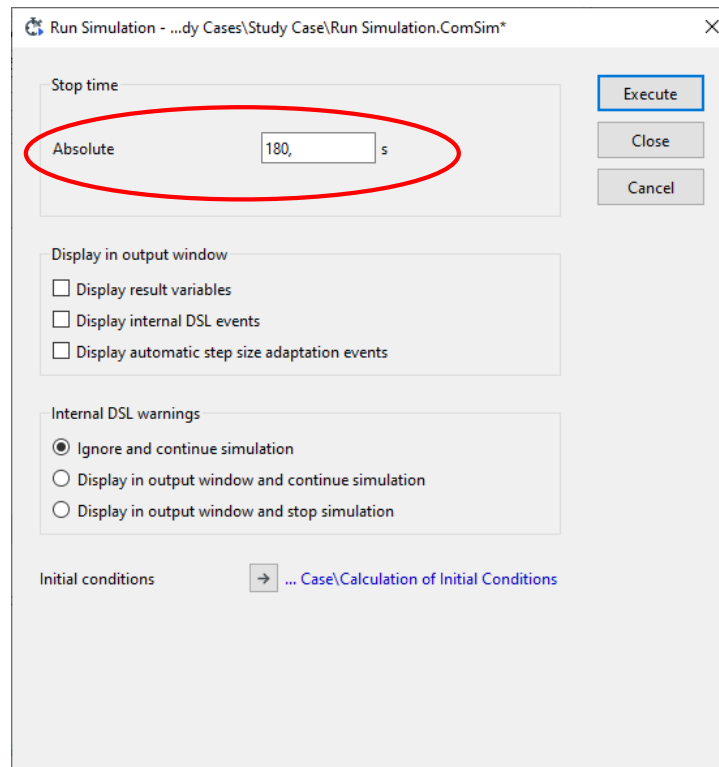 Run Simulation - ...dy Cases\Study Case\Run Simulation.ComSim*
Stop time
Execute
Absolute 180, s
Close
Cancel
Display in output window
Display result variables
Display internal DSL events
Display automatic step size adaptation events
Internal DSL warnings
Ignore and continue simulation
Display in output window and continue simulation
Display in output window and stop simulation
Initial conditions ... Case\Calculation of Initial Conditions